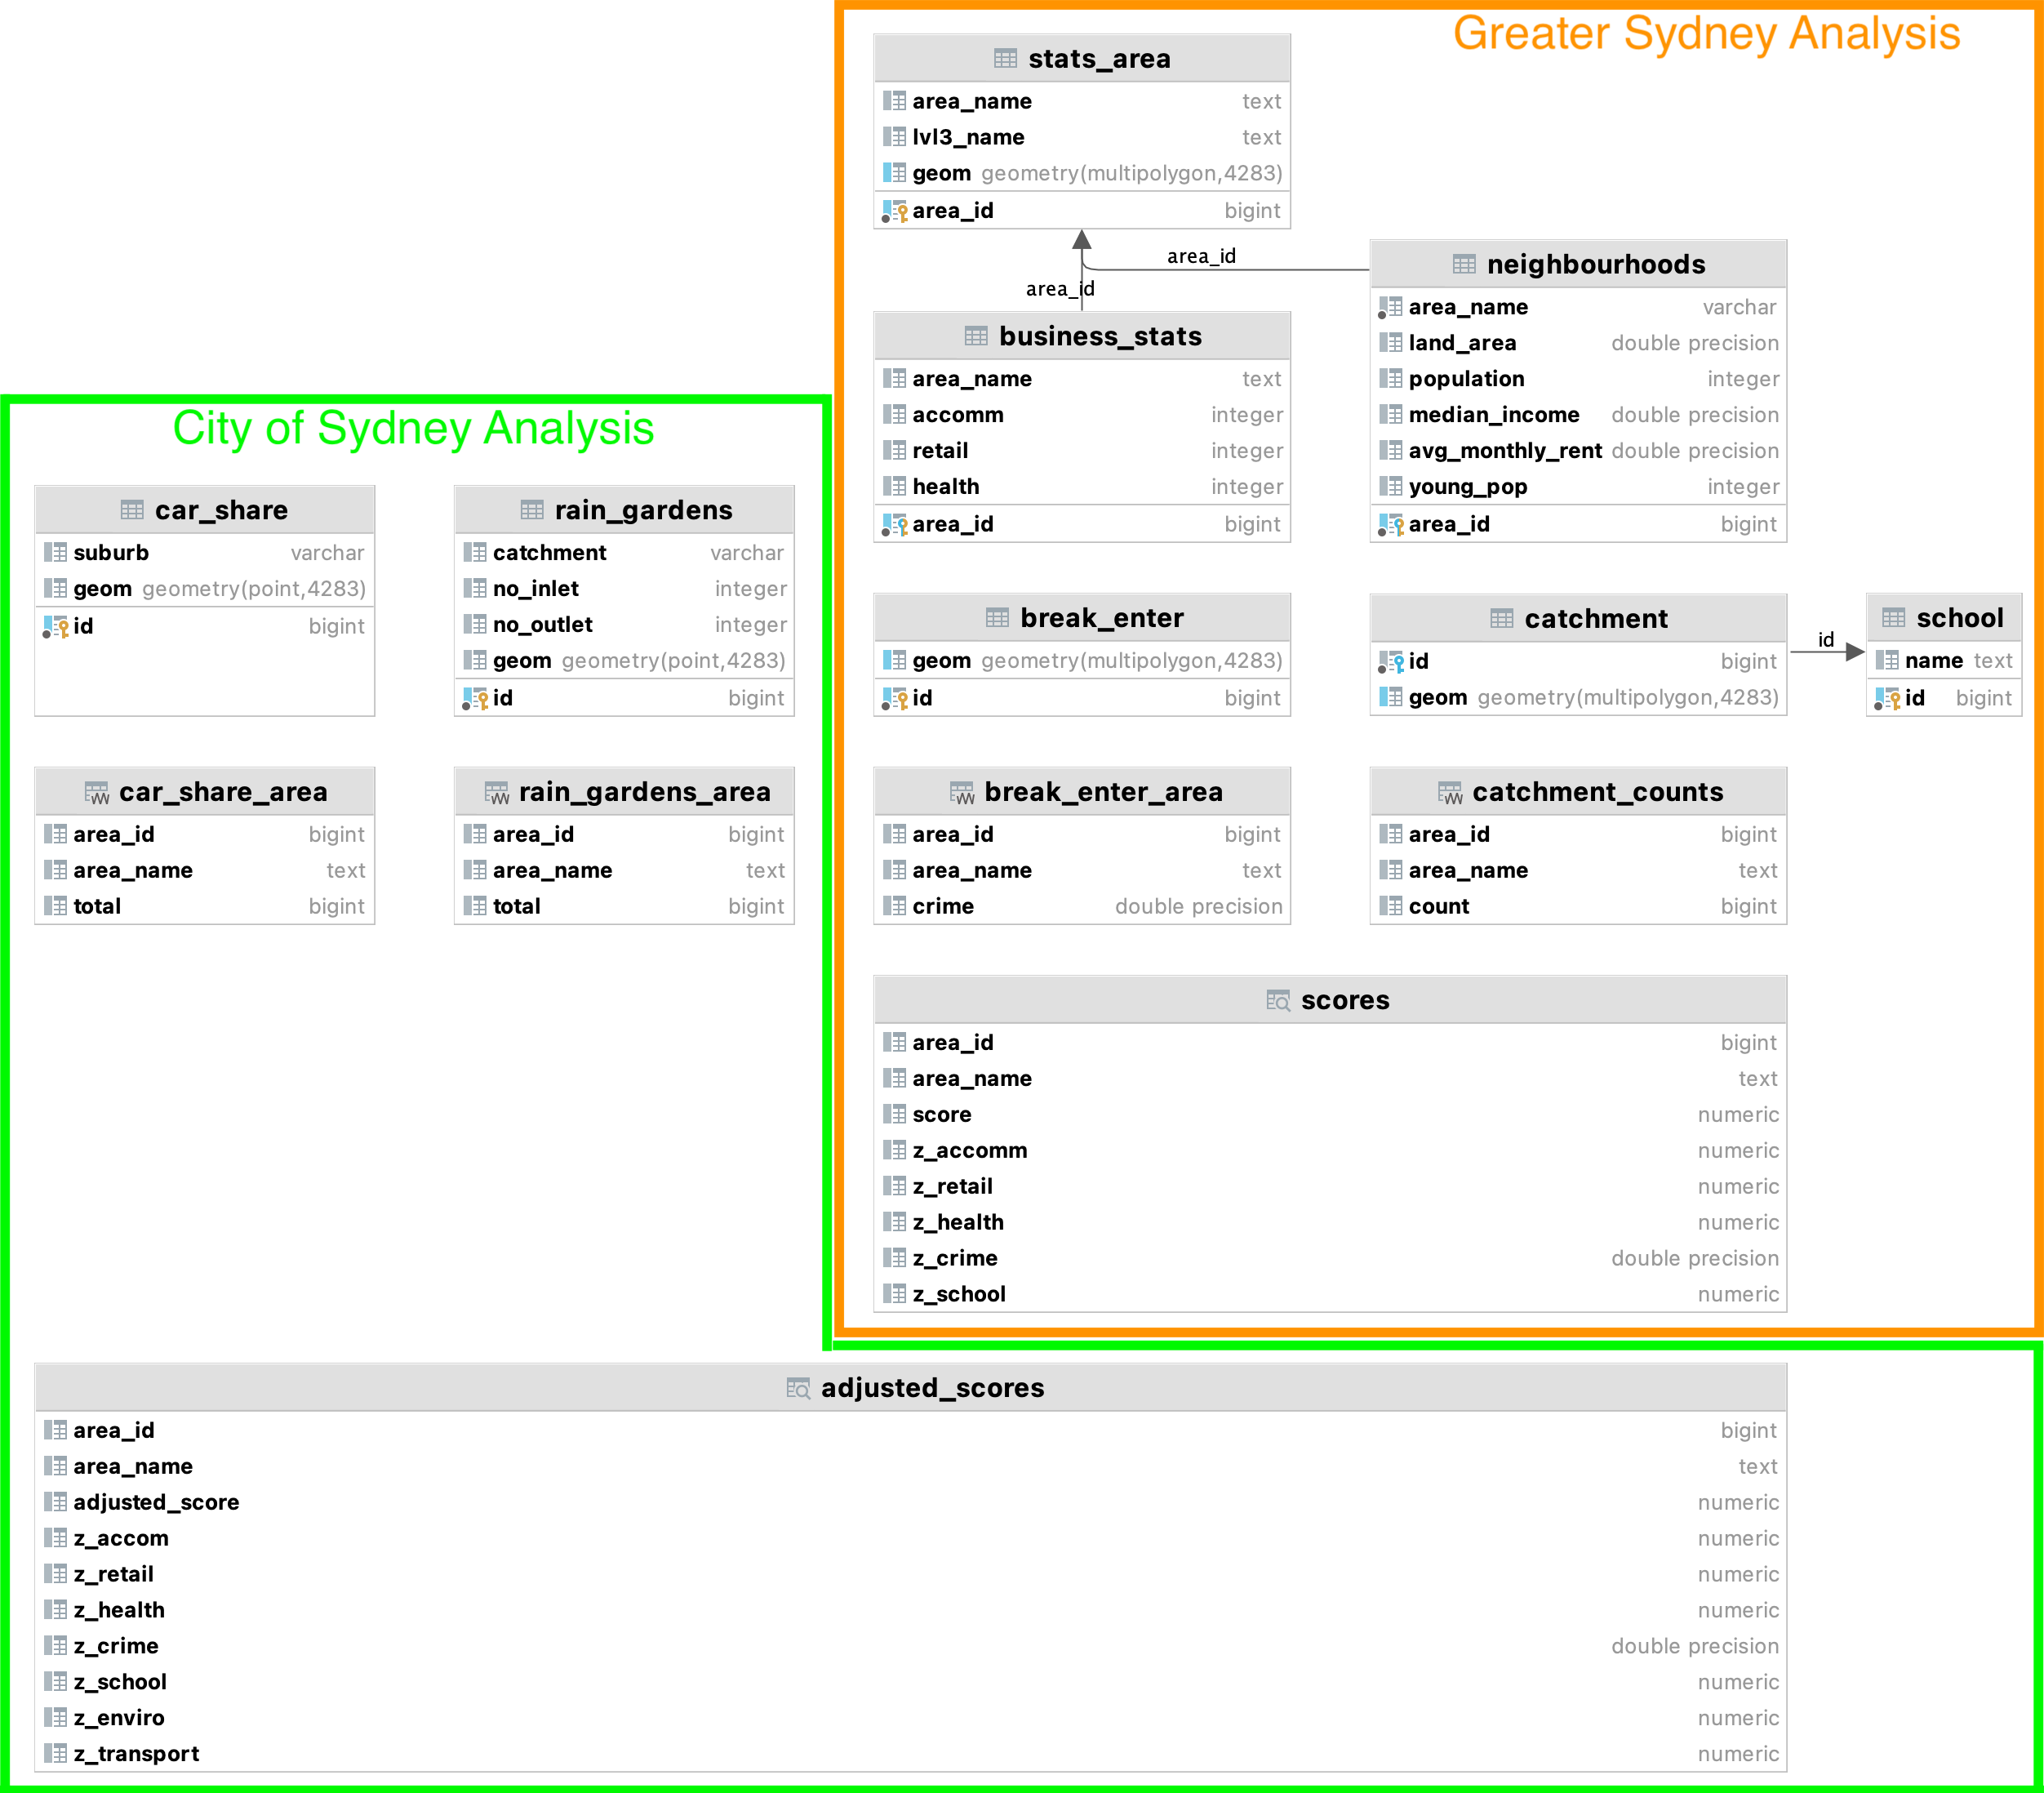 Greater Sydney Analysis
stats_area
area_name text
lvl3_name text
geom geometry(multipolygon,4283)
area_id bigint
area_id
area_id
neighbourhoods
area_name varchar
land_area double precision
population integer
median_income double precision
avg_monthly_rent double precision
young_pop integer
area_id bigint
business_stats
area_name text
accomm integer
retail integer
health integer
area_id bigint
City of Sydney Analysis
car_share
suburb varchar
geom geometry(point,4283)
id bigint
rain_gardens
catchment varchar
no_inlet integer
no_outlet integer
geom geometry(point,4283)
id bigint
break_enter
geom geometry(multipolygon,4283)
id bigint
catchment
id bigint
geom geometry(multipolygon,4283)
id
school
name text
id bigint
car_share_area
area_id bigint
area_name text
total bigint
rain_gardens_area
area_id bigint
area_name text
total bigint
break_enter_area
area_id bigint
area_name text
crime double precision
catchment_counts
area_id bigint
area_name text
count bigint
scores
area_id bigint
area_name text
score numeric
z_accomm numeric
z_retail numeric
z_health numeric
z_crime double precision
z_school numeric
adjusted_scores
area_id bigint
area_name text
adjusted_score numeric
z_accom numeric
z_retail numeric
z_health numeric
z_crime double precision
z_school numeric
z_enviro numeric
z_transport numeric